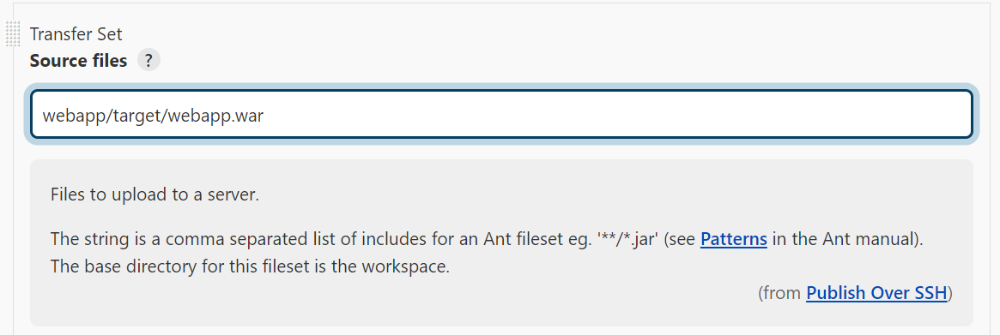 Transfer Set
Source files ?
webapp/target/webapp.war
Files to upload to a server.
The string is a comma separated list of includes for an Ant fileset eg. '**/*.jar' (see Patterns in the Ant manual).
The base directory for this fileset is the workspace.
(from Publish Over SSH)